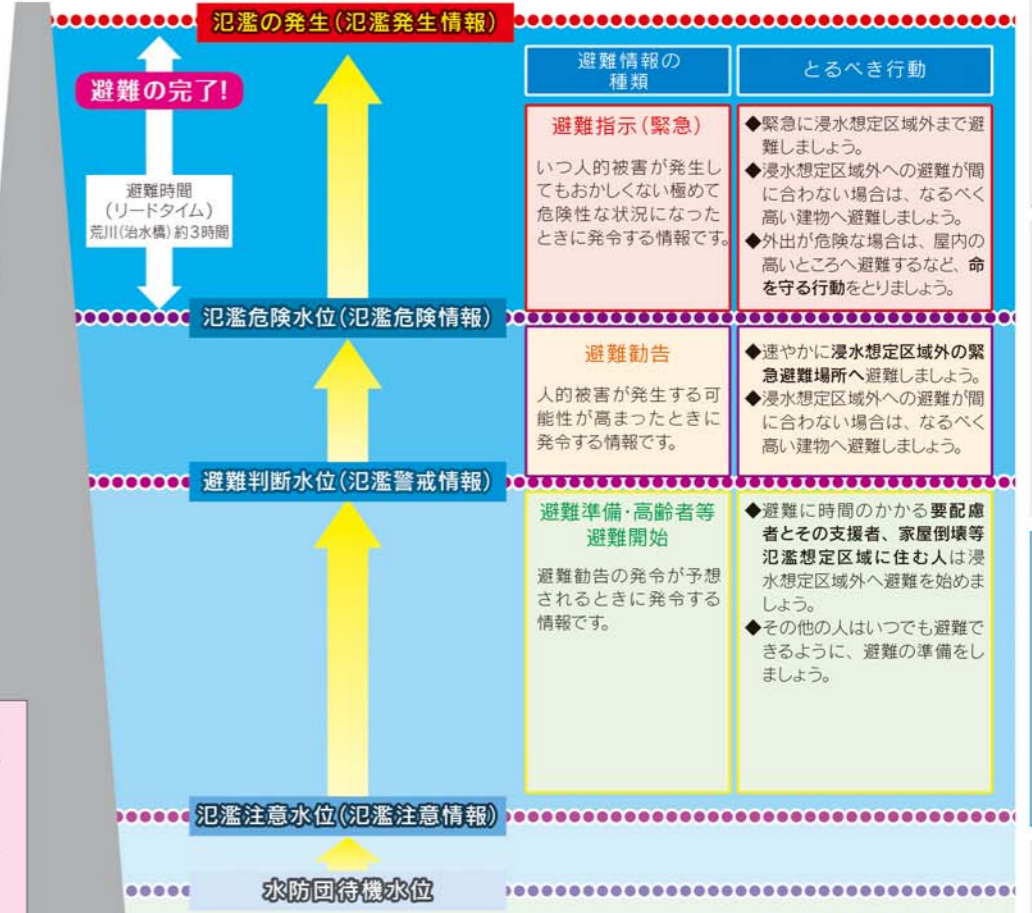 氾濫の発生(氾濫発生情報)
避難の完了!
避難時間
(リードタイム)
荒川(治水橋)約3時間
避難情報の
種類
とるべき行動
避難指示(緊急)
いつ人的被害が発生し
てもおかしくない極めて
危険性な状況になった
ときに発令する情報です。
◆緊急に浸水想定区域外まで避
難しましょう。
◆浸水想定区域外への避難が間
に合わない場合は、なるべく
高い建物へ避難しましょう。
◆外出が危険な場合は、屋内の
高いところへ避難するなど、命
を守る行動をとりましょう。
氾濫危険水位(氾濫危険情報)
避難勧告
人的被害が発生する可
能性が高まったときに
発令する情報です。
◆速やかに浸水想定区域外の緊
急避難場所へ避難しましょう。
◆浸水想定区域外への避難が間
に合わない場合は、なるべく
高い建物へ避難しましょう。
避難判断水位(氾濫警戒情報)
避難準備・高齢者等
避難開始
避難勧告の発令が予想
されるときに発令する
情報です。
◆避難に時間のかかる要配慮
者とその支援者、家屋倒壊等
氾濫想定区域に住む人は浸
水想定区域外へ避難を始めま
しょう。
◆その他の人はいつでも避難で
きるように、避難の準備をし
ましょう。
氾濫注意水位(氾濫注意情報)
水防団待機水位